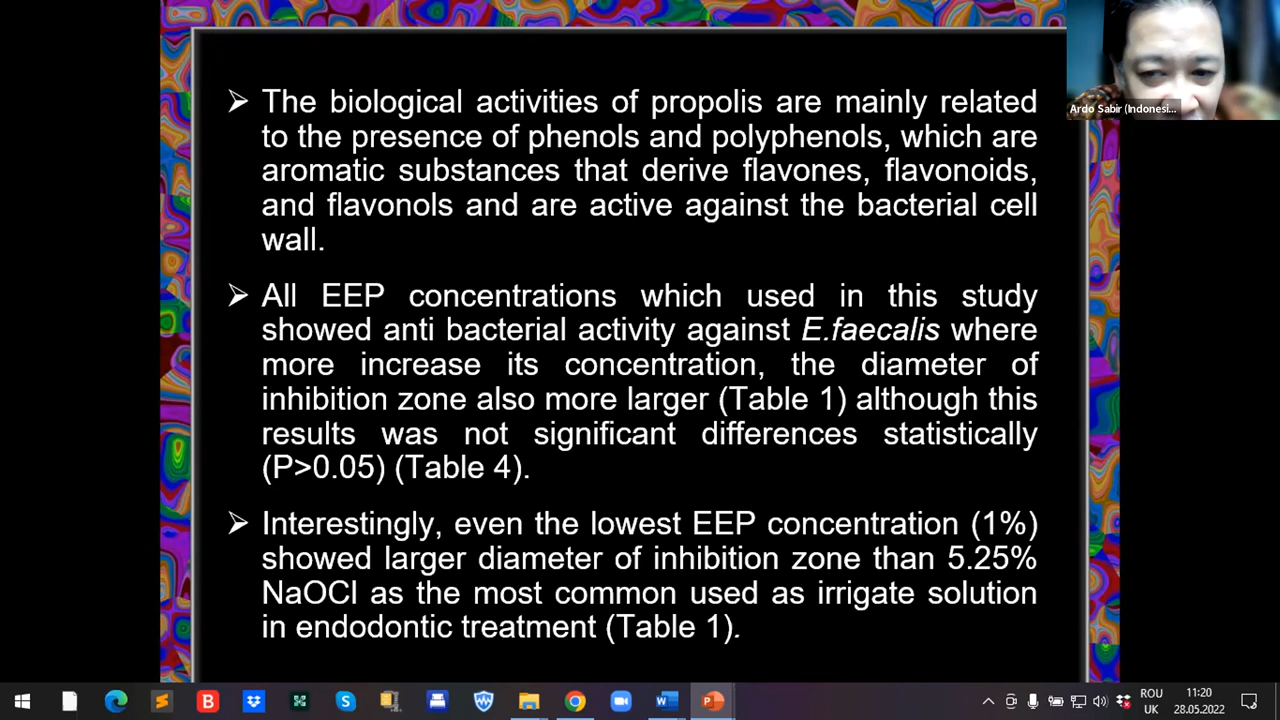 ➢ The biological activities of propolis are mainly related
to the presence of phenols and polyphenols, which are
aromatic substances that derive flavones, flavonoids,
and flavonols and are active against the bacterial cell
wall.
➢ All EEP concentrations which used in this study
showed anti bacterial activity against E.faecalis where
more increase its concentration, the diameter of
inhibition zone also more larger (Table 1) although this
results was not significant differences statistically
(P>0.05) (Table 4).
➢ Interestingly, even the lowest EEP concentration (1%)
showed larger diameter of inhibition zone than 5.25%
NaOCl as the most common used as irrigate solution
in endodontic treatment (Table 1).
Ardo Sabir (Indonesi...
ROU
UK
11:20
28.05.2022